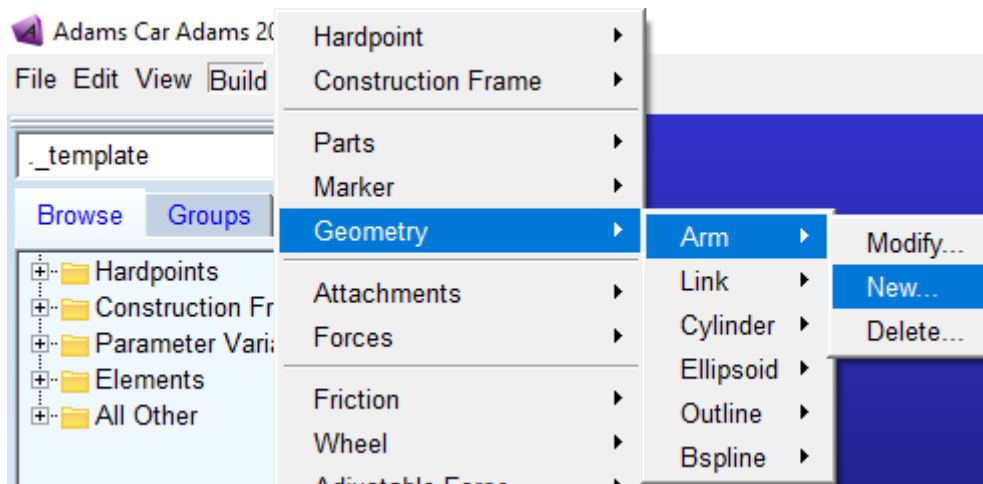 Adams Car Adams 20
File Edit View Build
._template
Browse Groups
Hardpoints
Construction Fr
Parameter Varia
Elements
All Other
Hardpoint
Construction Frame
Parts
Marker
Geometry
Attachments
Forces
Friction
Wheel
Adjustable Force
Arm
Link
Cylinder
Ellipsoid
Outline
Bspline
Modify...
New...
Delete...